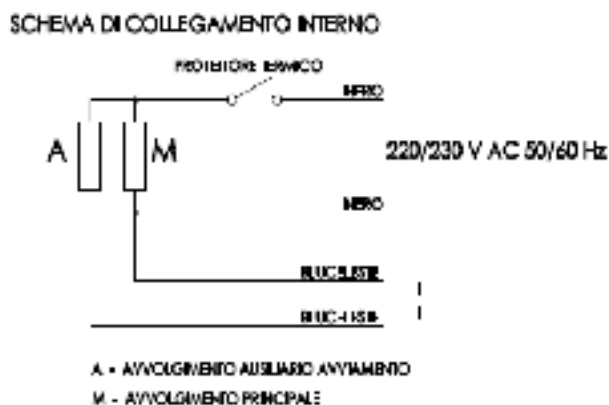 SCHEMA DI COLLEGAMENTO INTERNO
PROTETTORE TERMICO
NERO
A M
220/230 V AC 50/60 Hz
NERO
A - AVVOLGIMENTO AUSILIARIO AVVIAMENTO
M - AVVOLGIMENTO PRINCIPALE